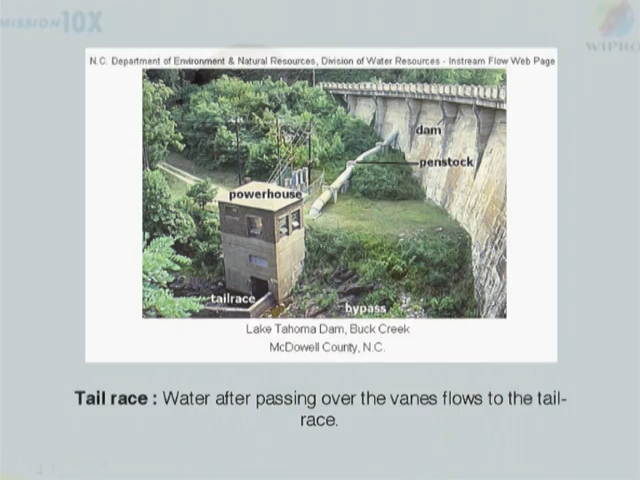 MISSION10X
WIPRO
N.C. Department of Environment & Natural Resources, Division of Water Resources - Instream Flow Web Page
dam
penstock
powerhouse
tailrace
bypass
Lake Tahoma Dam, Buck Creek
McDowell County, N.C.
Tail race : Water after passing over the vanes flows to the tail-
race.